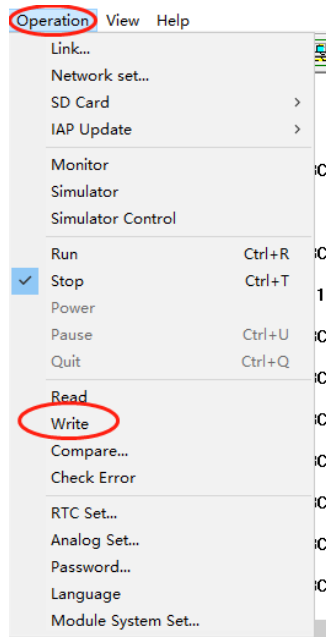 Operation View Help
Link...
Network set...
SD Card >
IAP Update >
Monitor
Simulator
Simulator Control
Run Ctrl+R
Stop Ctrl+T
Power
Pause Ctrl+U
Quit Ctrl+Q
Read
Write
Compare...
Check Error
RTC Set...
Analog Set...
Password...
Language
Module System Set...